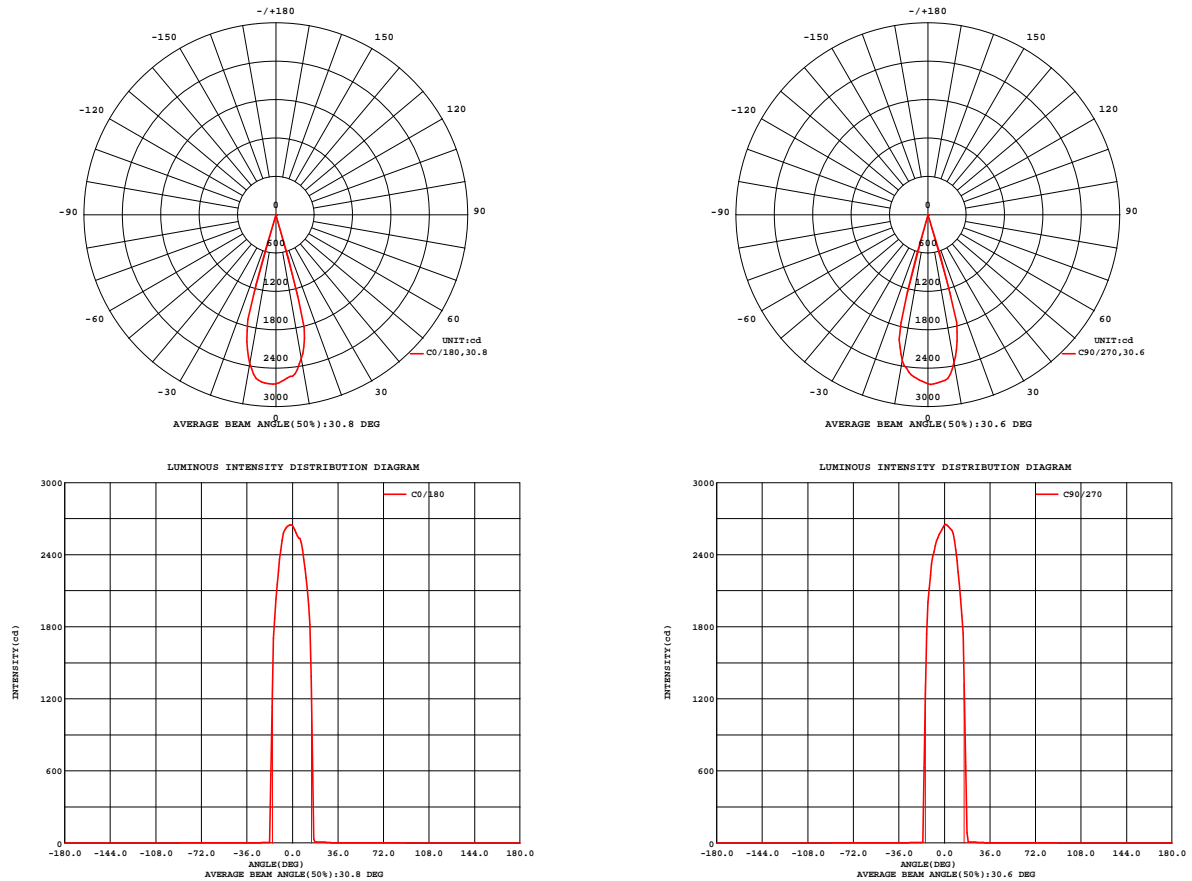 -/+180
-150 150
-120 120
-90 0 90
600
1200
-60 1800 60
UNIT:cd
2400 C0/180,30.8
-30 3000 30
0
AVERAGE BEAM ANGLE(50%):30.8 DEG
-/+180
-150 150
-120 120
-90 0 90
600
1200
-60 1800 60
UNIT:cd
2400 C90/270,30.6
-30 3000 30
0
AVERAGE BEAM ANGLE(50%):30.6 DEG
LUMINOUS INTENSITY DISTRIBUTION DIAGRAM
3000
C0/180
2400
1800
INTENSITY(cd)
1200
600
0
-180.0 -144.0 -108.0 -72.0 -36.0 0.0 36.0 72.0 108.0 144.0 180.0
ANGLE(DEG)
AVERAGE BEAM ANGLE(50%):30.8 DEG
LUMINOUS INTENSITY DISTRIBUTION DIAGRAM
3000
C90/270
2400
1800
INTENSITY(cd)
1200
600
0
-180.0 -144.0 -108.0 -72.0 -36.0 0.0 36.0 72.0 108.0 144.0 180.0
ANGLE(DEG)
AVERAGE BEAM ANGLE(50%):30.6 DEG